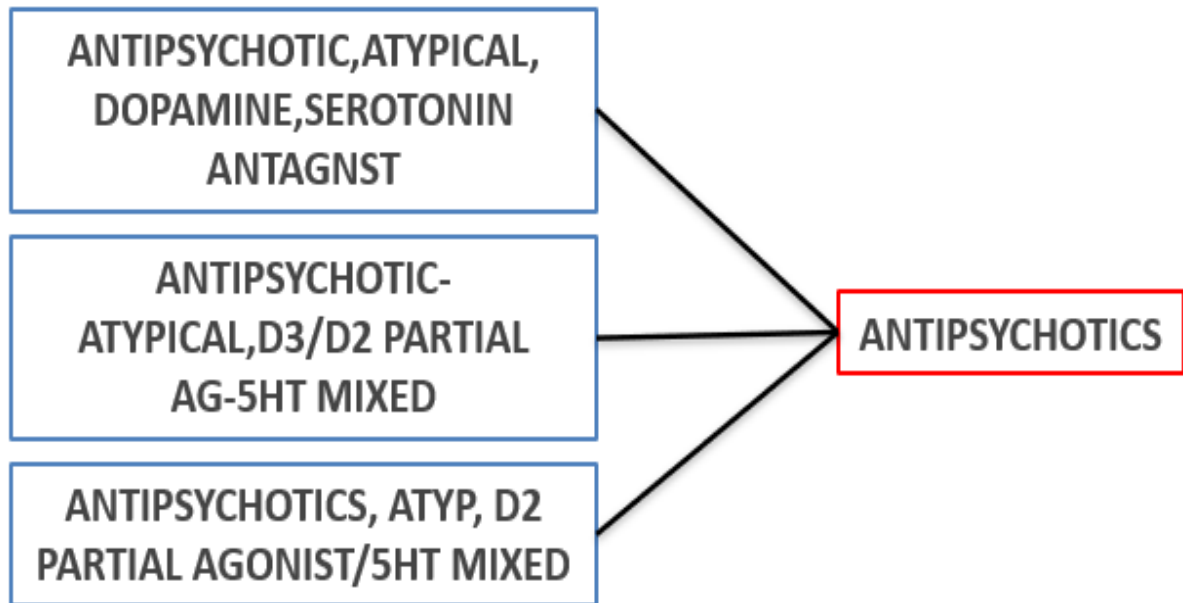 ANTIPSYCHOTIC,ATYPICAL,
DOPAMINE,SEROTONIN
ANTAGNST
ANTIPSYCHOTIC-
ATYPICAL,D3/D2 PARTIAL
AG-5HT MIXED
ANTIPSYCHOTICS, ATYP, D2
PARTIAL AGONIST/5HT MIXED
ANTIPSYCHOTICS